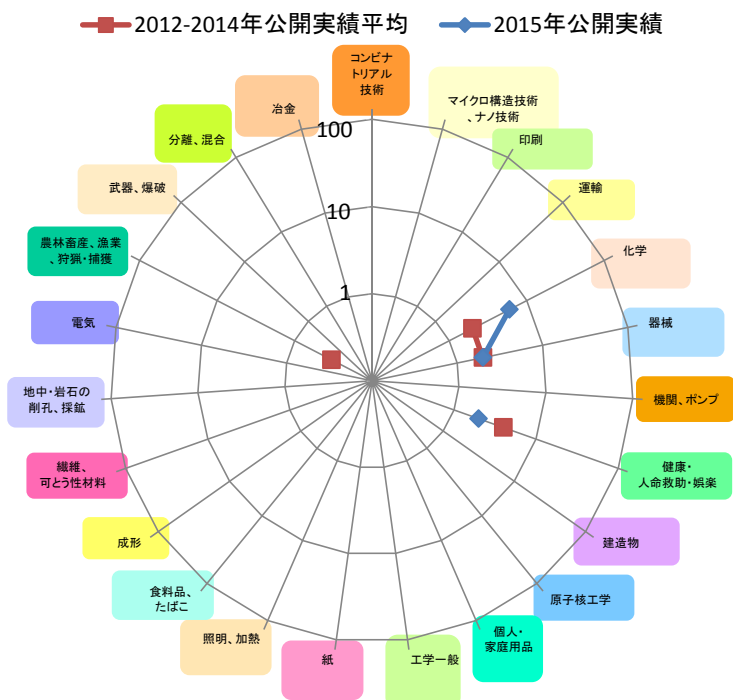 2012-2014年公開実績平均
2015年公開実績
コンビナ
トリアル
技術
マイクロ構造技術
、ナノ技術
印刷
運輸
化学
器械
機関、ポンプ
健康・
人命救助・娯楽
建造物
原子核工学
個人・
家庭用品
工学一般
紙
照明、加熱
食料品、
たばこ
成形
繊維、
可とう性材料
地中・岩石の
削孔、採鉱
電気
農林畜産、漁業
、狩猟・捕獲
武器、爆破
分離、混合
冶金
100
10
1